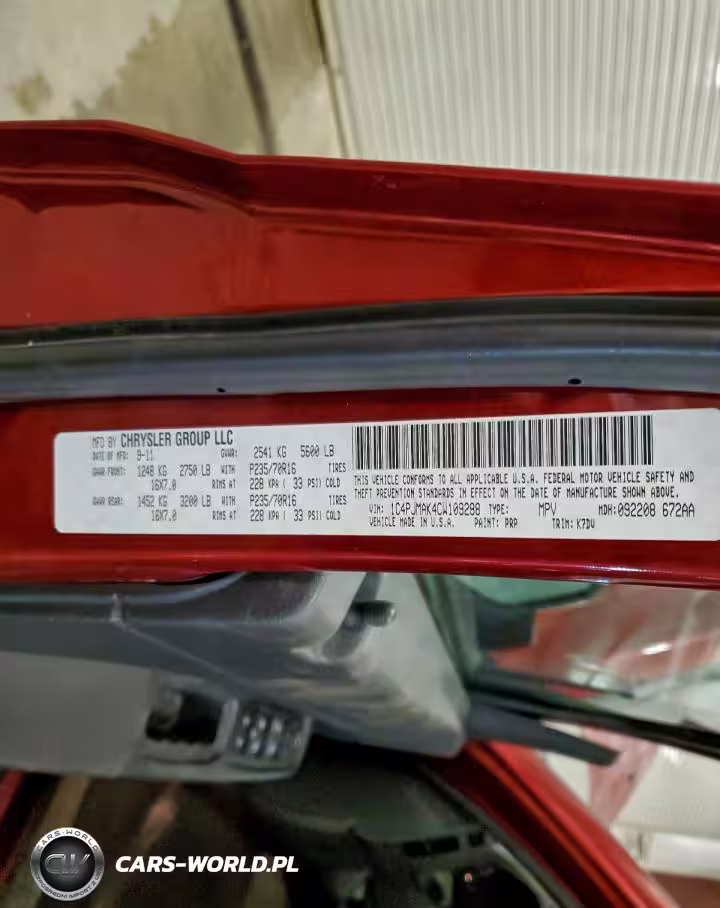 MFD BY CHRYSLER GROUP LLC
DATE OF MFD: 9-11 GVWR: 2541 KG 5600 LB
GAWR FRONT: 1248 KG 2750 LB WITH P235/70R16 TIRES
16X7.0 RIMS AT 228 KPA ( 33 PSI) COLD
GAWR REAR: 1452 KG 3200 LB WITH P235/70R16 TIRES
16X7.0 RIMS AT 228 KPA ( 33 PSI) COLD
THIS VEHICLE CONFORMS TO ALL APPLICABLE U.S.A. FEDERAL MOTOR VEHICLE SAFETY AND
THEFT PREVENTION STANDARDS IN EFFECT ON THE DATE OF MANUFACTURE SHOWN ABOVE.
VIN: 1C4PJMAK4CW109288 TYPE: MPV MDH: 092208 672AA
VEHICLE MADE IN U.S.A. PAINT: PRP TRIM: K7DV
CARS-WORLD
CW
CARS-WORLD.PL